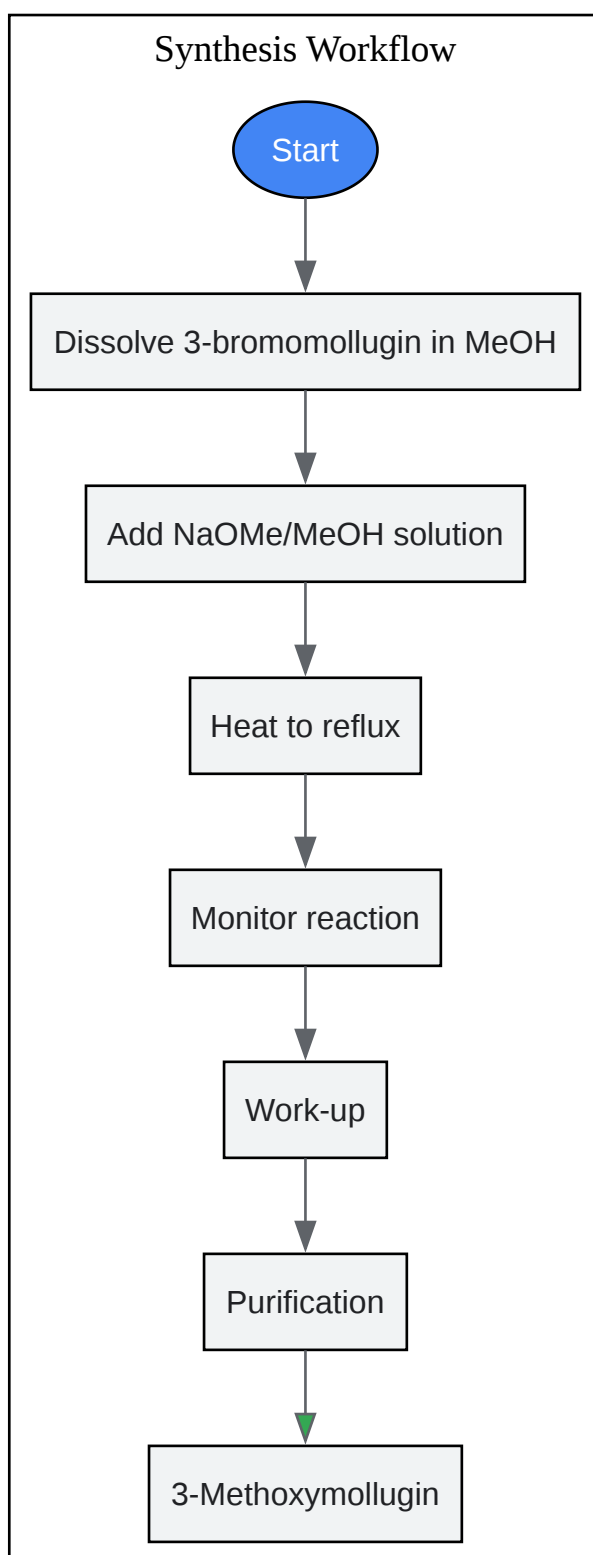 Synthesis Workflow
Start
Dissolve 3-bromomollugin in MeOH
Add NaOMe/MeOH solution
Heat to reflux
Monitor reaction
Work-up
Purification
3-Methoxymollugin